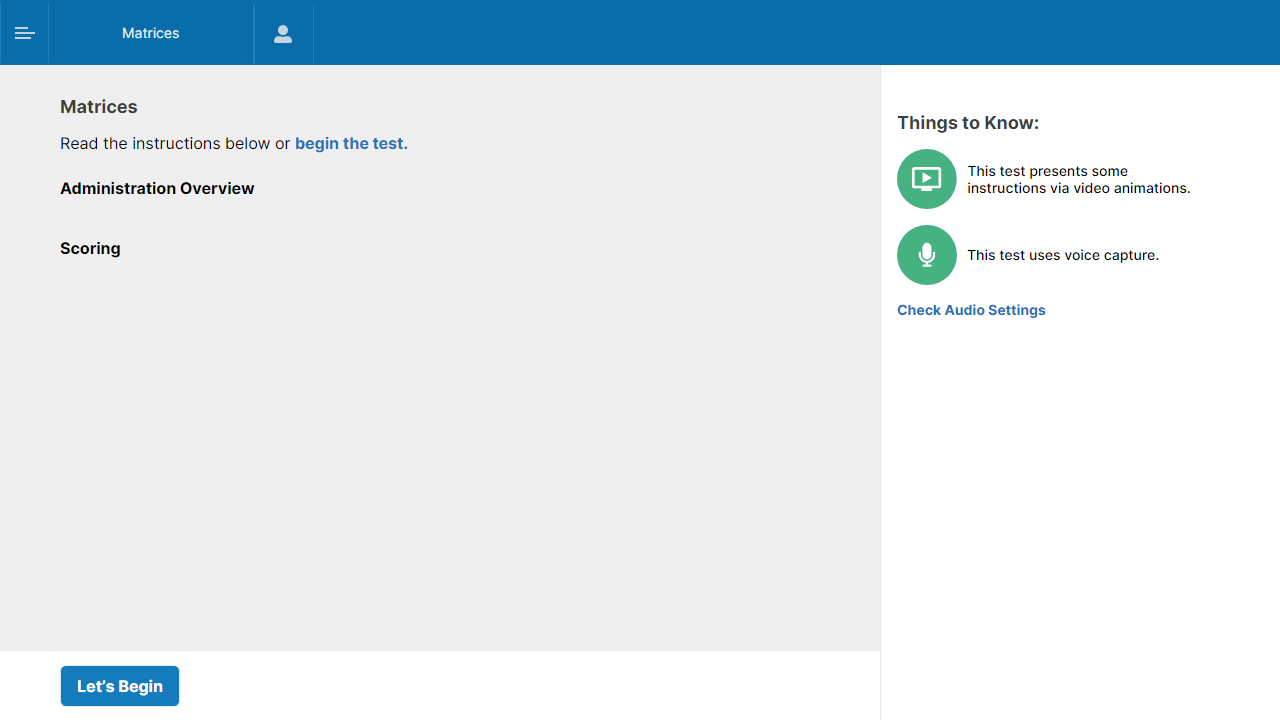 Matrices
Matrices
Read the instructions below or begin the test.
Administration Overview
Scoring
Let's Begin
Things to Know:
This test presents some
instructions via video animations.
This test uses voice capture.
Check Audio Settings